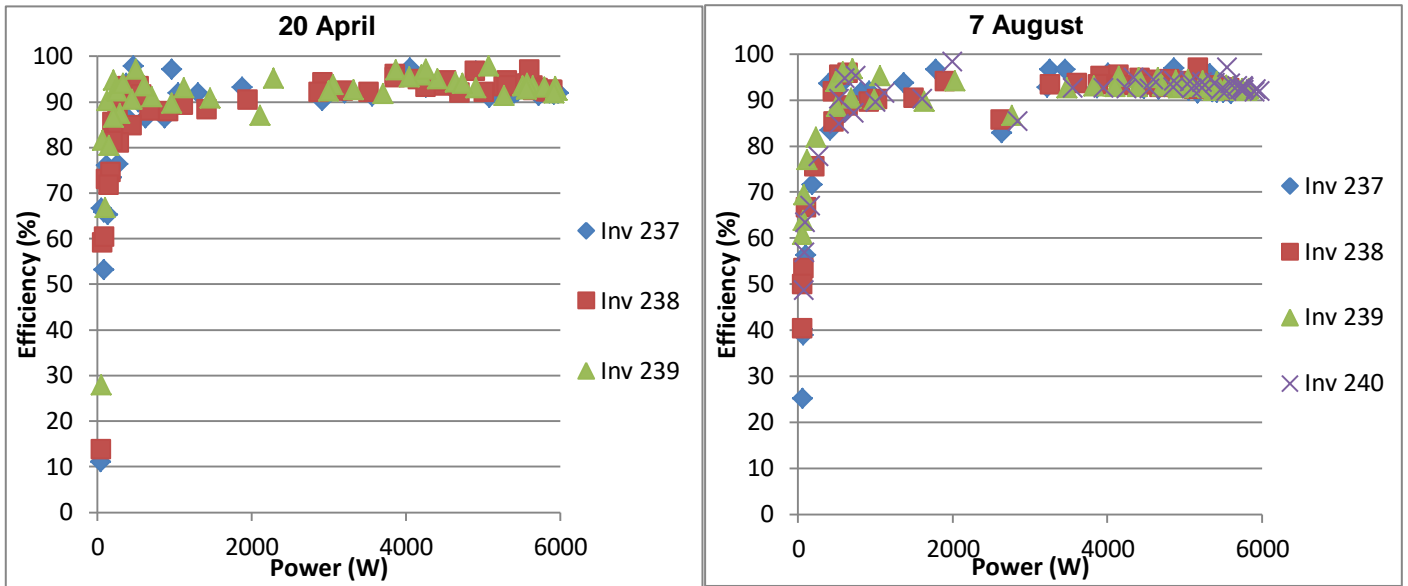 20 April
100
90
80
70
60
50
40
30
20
10
0
Efficiency (%)
0 2000 4000 6000
Power (W)
Inv 237
Inv 238
Inv 239
7 August
100
90
80
70
60
50
40
30
20
10
0
Efficiency (%)
0 2000 4000 6000
Power (W)
Inv 237
Inv 238
Inv 239
Inv 240